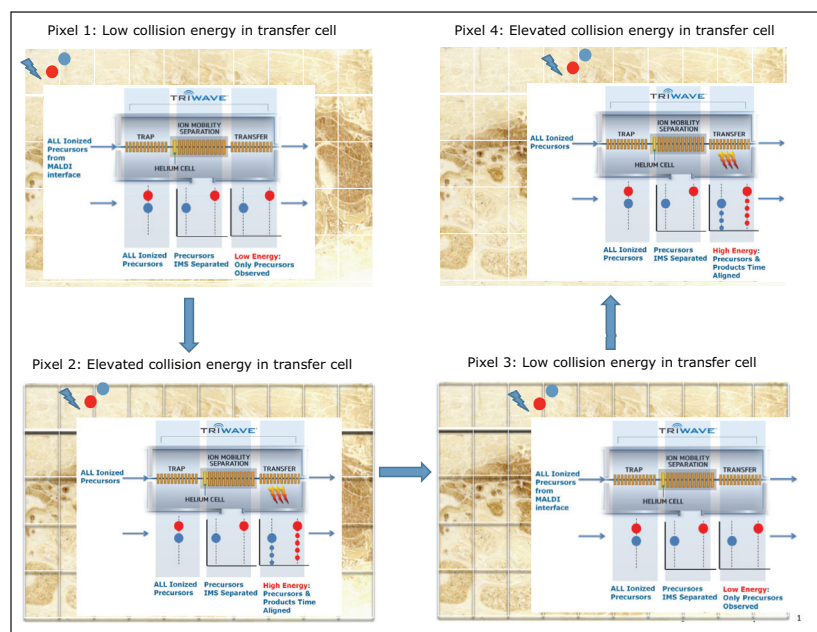 Pixel 1: Low collision energy in transfer cell
TRIWAVE
ION MOBILITY
SEPARATION
TRAP
TRANSFER
ALL Ionized
Precursors
from
MALDI
interface
HELIUM CELL
ALL Ionized
Precursors
Precursors
IMS Separated
Low Energy:
Only Precursors
Observed
Pixel 4: Elevated collision energy in transfer cell
TRIWAVE
ION MOBILITY
SEPARATION
TRAP
TRANSFER
ALL Ionized
Precursors
HELIUM CELL
ALL Ionized
Precursors
Precursors
IMS Separated
High Energy:
Precursors &
Products Time
Aligned
Pixel 2: Elevated collision energy in transfer cell
TRIWAVE
ION MOBILITY
SEPARATION
TRAP
TRANSFER
ALL Ionized
Precursors
HELIUM CELL
ALL Ionized
Precursors
Precursors
IMS Separated
High Energy:
Precursors &
Products Time
Aligned
Pixel 3: Low collision energy in transfer cell
TRIWAVE
ION MOBILITY
SEPARATION
TRAP
TRANSFER
ALL Ionized
Precursors
from
MALDI
interface
HELIUM CELL
ALL Ionized
Precursors
Precursors
IMS Separated
Low Energy:
Only Precursors
Observed
1